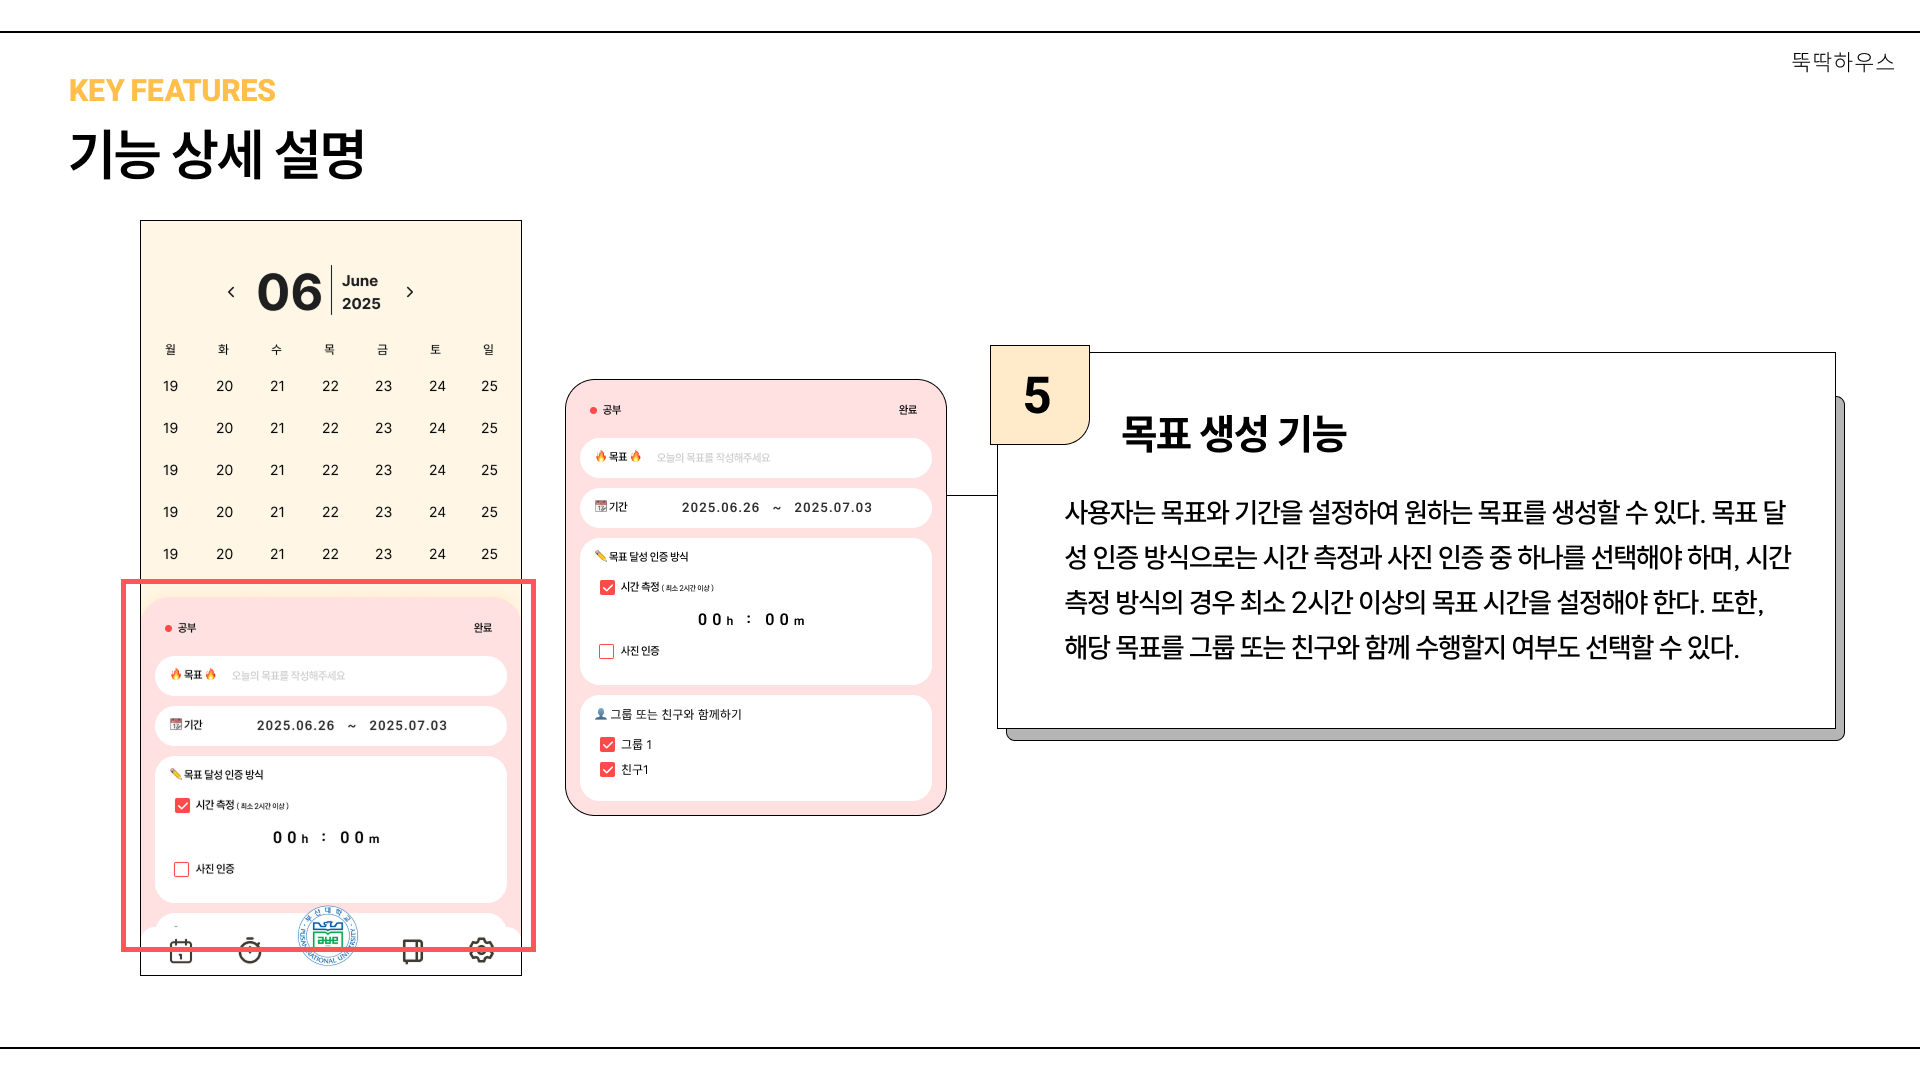 뚝딱하우스
KEY FEATURES
기능 상세 설명
06
June
2025
월 화 수 목 금 토 일
19 20 21 22 23 24 25
19 20 21 22 23 24 25
19 20 21 22 23 24 25
19 20 21 22 23 24 25
19 20 21 22 23 24 25
공부 완료
목표 오늘의 목표를 작성해주세요
기간 2025.06.26 ~ 2025.07.03
목표 달성 인증 방식
시간 측정 ( 최소 2시간 이상 )
00h : 00m
사진 인증
공부 완료
목표 오늘의 목표를 작성해주세요
기간 2025.06.26 ~ 2025.07.03
목표 달성 인증 방식
시간 측정 ( 최소 2시간 이상 )
00h : 00m
사진 인증
그룹 또는 친구와 함께하기
그룹 1
친구1
5
목표 생성 기능
사용자는 목표와 기간을 설정하여 원하는 목표를 생성할 수 있다. 목표 달
성 인증 방식으로는 시간 측정과 사진 인증 중 하나를 선택해야 하며, 시간
측정 방식의 경우 최소 2시간 이상의 목표 시간을 설정해야 한다. 또한,
해당 목표를 그룹 또는 친구와 함께 수행할지 여부도 선택할 수 있다.